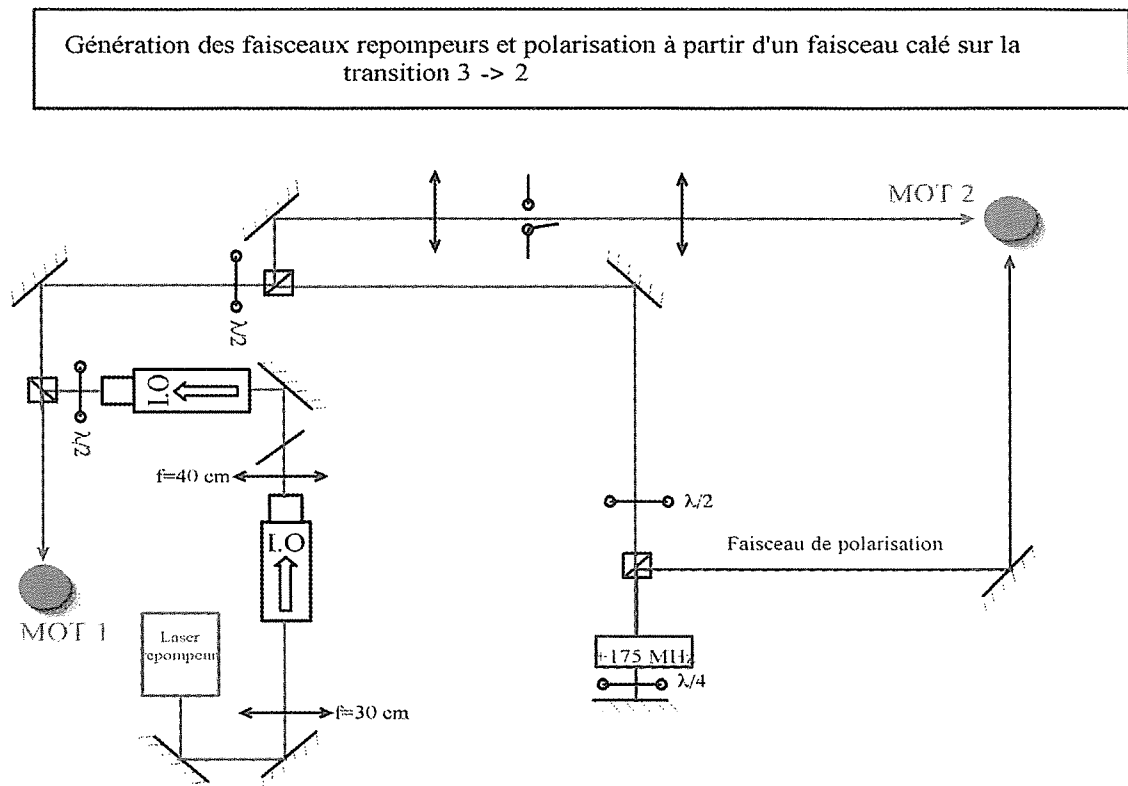 Génération des faisceaux repompeurs et polarisation à partir d'un faisceau calé sur la
transition 3 -> 2
MOT 2
λ/2
I.O
λ/2
f=40 cm
I.O
λ/2
Faisceau de polarisation
MOT 1
Laser
repompeur
+175 MHz
λ/4
f=30 cm